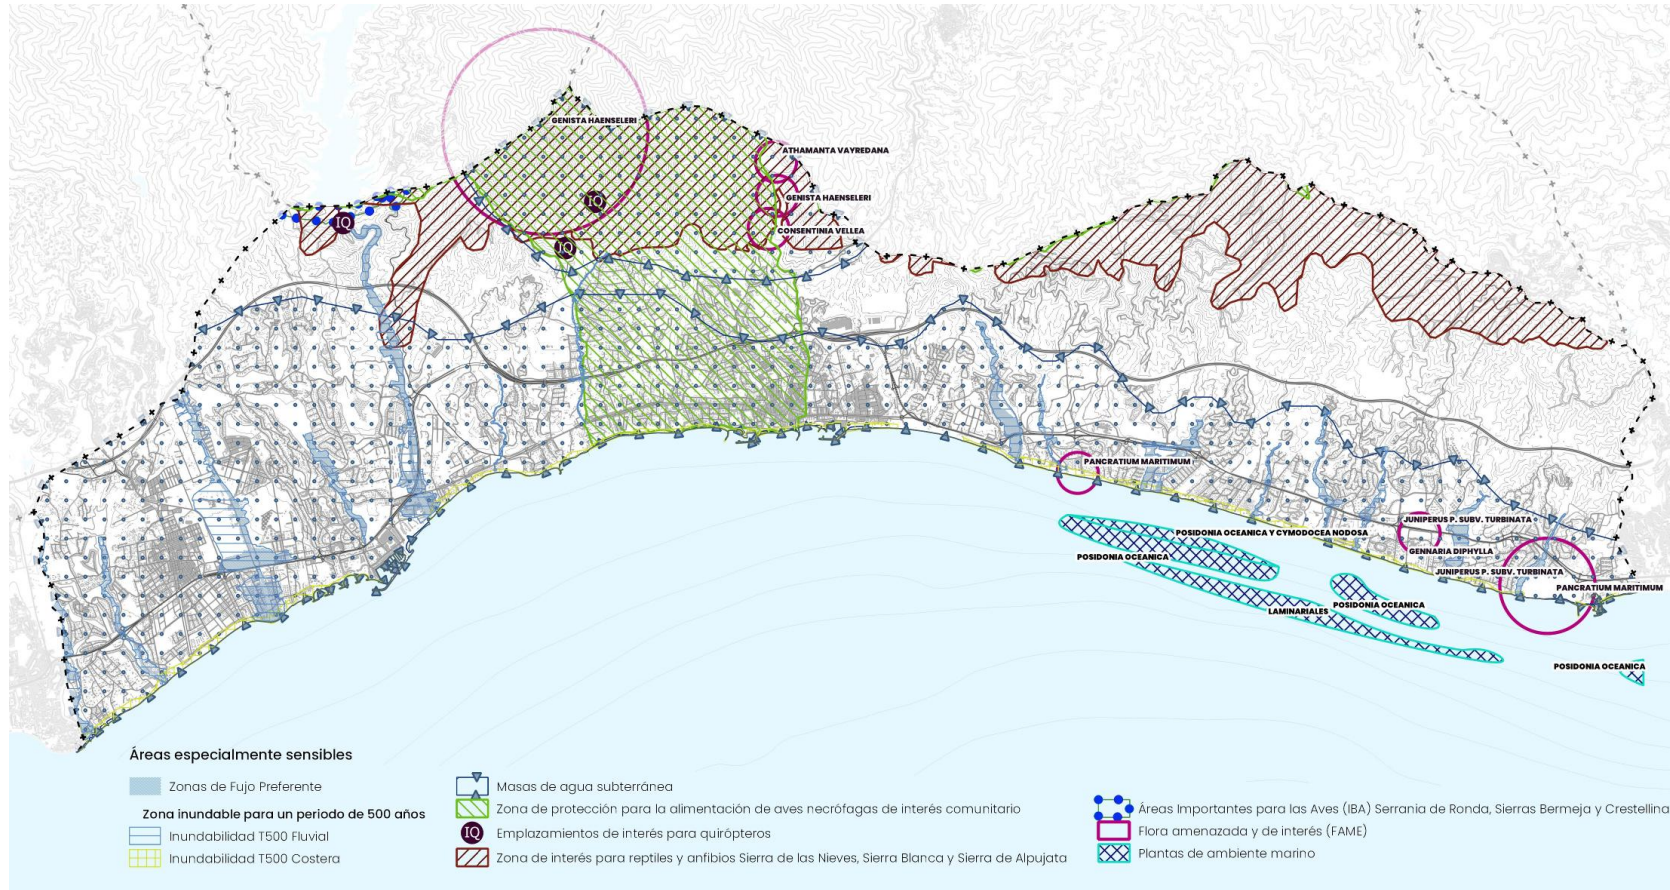 GENISTA HAENSELERI
ATHAMANTA VAYREDANA
IQ
GENISTA HAENSELERI
IQ
CONSENTINIA VELLEA
IQ
PANCRATIUM MARITIMUM
JUNIPERUS P. SUBV. TURBINATA
POSIDONIA OCEANICA Y CYMODOCEA NODOSA
GENNARIA DIPHYLLA
POSIDONIA OCEANICA
JUNIPERUS P. SUBV. TURBINATA
PANCRATIUM MARITIMUM
POSIDONIA OCEANICA
LAMINARIALES
POSIDONIA OCEANICA
Áreas especialmente sensibles
Zonas de Fujo Preferente
Zona inundable para un periodo de 500 años
Inundabilidad T500 Fluvial
Inundabilidad T500 Costera
Masas de agua subterránea
Zona de protección para la alimentación de aves necrófagas de interés comunitario
IQ Emplazamientos de interés para quirópteros
Zona de interés para reptiles y anfibios Sierra de las Nieves, Sierra Blanca y Sierra de Alpujata
Áreas Importantes para las Aves (IBA) Serrania de Ronda, Sierras Bermeja y Crestellina
Flora amenazada y de interés (FAME)
Plantas de ambiente marino